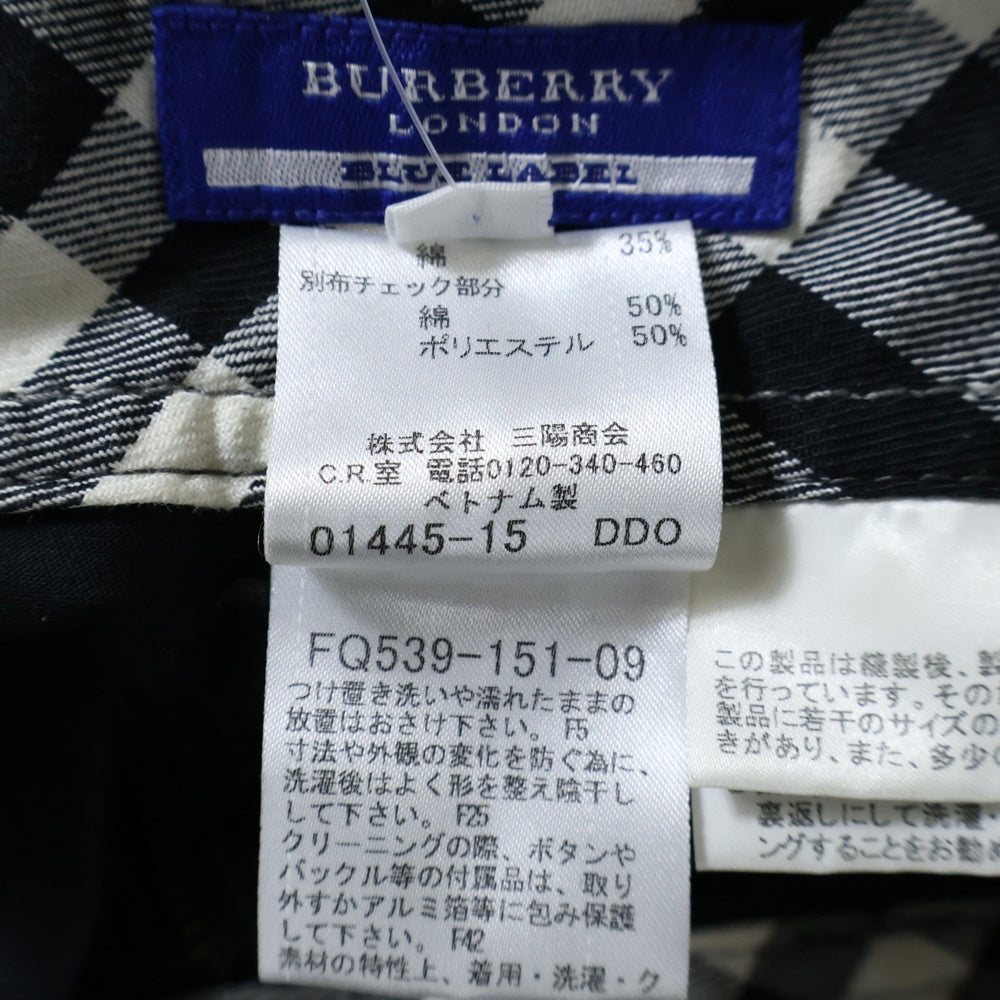 BURBERRY
LONDON
BLUE LABEL
綿 35%
別布チェック部分
綿 50%
ポリエステル 50%
株式会社 三陽商会
C.R.室 電話0120-340-460
ベトナム製
01445-15 DDO
FQ539-151-09
つけ置き洗いや濡れたままの
放置はおさけ下さい。 F5
寸法や外観の変化を防ぐ為に、
洗濯後はよく形を整え陰干し
して下さい。 F25
クリーニングの際、ボタンや
バックル等の付属品は、取り
外すかアルミ箔等に包み保護
して下さい。 F42
素材の特性上、着用・洗濯・ク
この製品は縫製後、
を行っています。その
製品に若干のサイズの
きがあり、また、多少
裏返しにして洗濯・
ングすることをお勧め